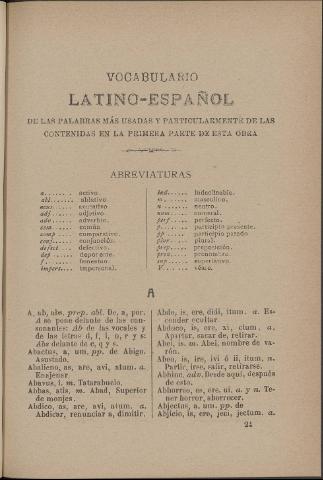 VOCABULARIO
LATINO-ESPAÑOL
DE LAS PALABRAS MÁS USADAS Y PARTICULARMENTE DE LAS
CONTENIDAS EN LA PRIMERA PARTE DE ESTA OBRA
ABREVIATURAS
a....... activo.
abl..... ablativo
acus.... acusativo
adj..... adjetivo.
adv..... adverbio.
com..... común
comp.... comparativo.
conj.... conjunción.
defect.. defectivo.
dep..... deponente.
f....... femenino.
impers... impersonal.
ind..... indeclinable.
m....... masculino.
n....... neutro.
num..... numeral.
perf.... perfecto.
p....... participio presente.
pp...... participio pasado
plur.... plural.
prep.... preposición.
pron.... pronombre.
sup..... superlativo.
V....... véase.
A
A, ab, abs, prep. abl. De, a, por.
A se pone delante de las con-
sonantes: Ab de las vocales y
de las letras d, f, l, n, r y s:
Abs delante de c, q y s.
Abactus, a, um, pp. de Abigo.
Asustado.
Abalieno, as, are, avi, atum. a.
Enajenar
Abavus, i. m. Tatarabuelo.
Abbas, atis, m. Abad, Superior
de monjes.
Abdico, as, are, avi, atum. a.
Abdicar, renunciar a, dimitir.
Abdo, is, ere, didi, itum. a. Es-
conder ocultar.
Abduco, is, ere, xi, ctum. a.
Apartar, sacar de, retirar.
Abel, is. m. Abel, nombre de va-
rón.
Abeo, is, ire, ivi ó ii, itum, n.
Partir, irse, salir, retirarse.
Abhinc, adv. Desde aquí, después
de esto.
Abhorreo, es, ere, ui. a. y n. Te-
ner horror, aborrecer.
Abjectus, a, um. pp. de
Abjicio, is, ere, jeci, jectum. a.
21